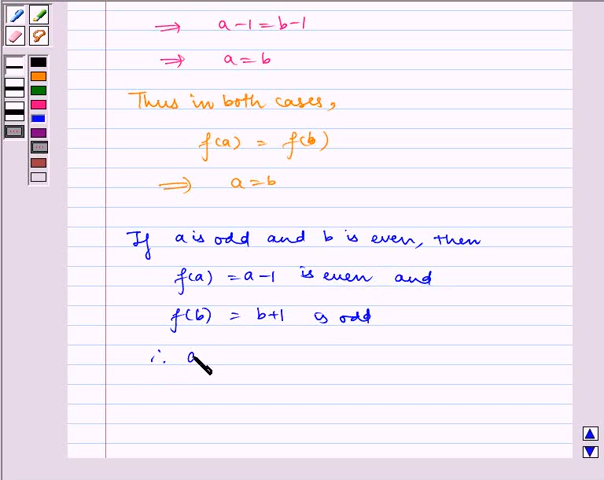 ⟹ a-1 = b-1
⟹ a = b
Thus in both cases,
f(a) = f(b)
⟹ a = b
If a is odd and b is even, then
f(a) = a-1 is even and
f(b) = b+1 is odd
∴ a